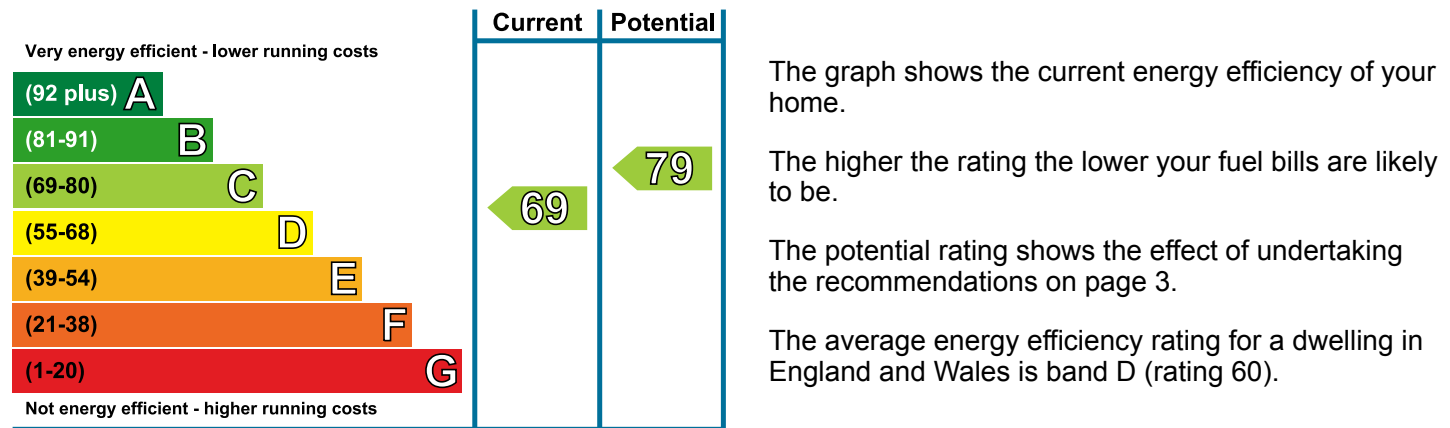 Current Potential
Very energy efficient - lower running costs
(92 plus) A
(81-91) B
(69-80) C
(55-68) D
(39-54) E
(21-38) F
(1-20) G
Not energy efficient - higher running costs
69
79
The graph shows the current energy efficiency of your
home.
The higher the rating the lower your fuel bills are likely
to be.
The potential rating shows the effect of undertaking
the recommendations on page 3.
The average energy efficiency rating for a dwelling in
England and Wales is band D (rating 60).